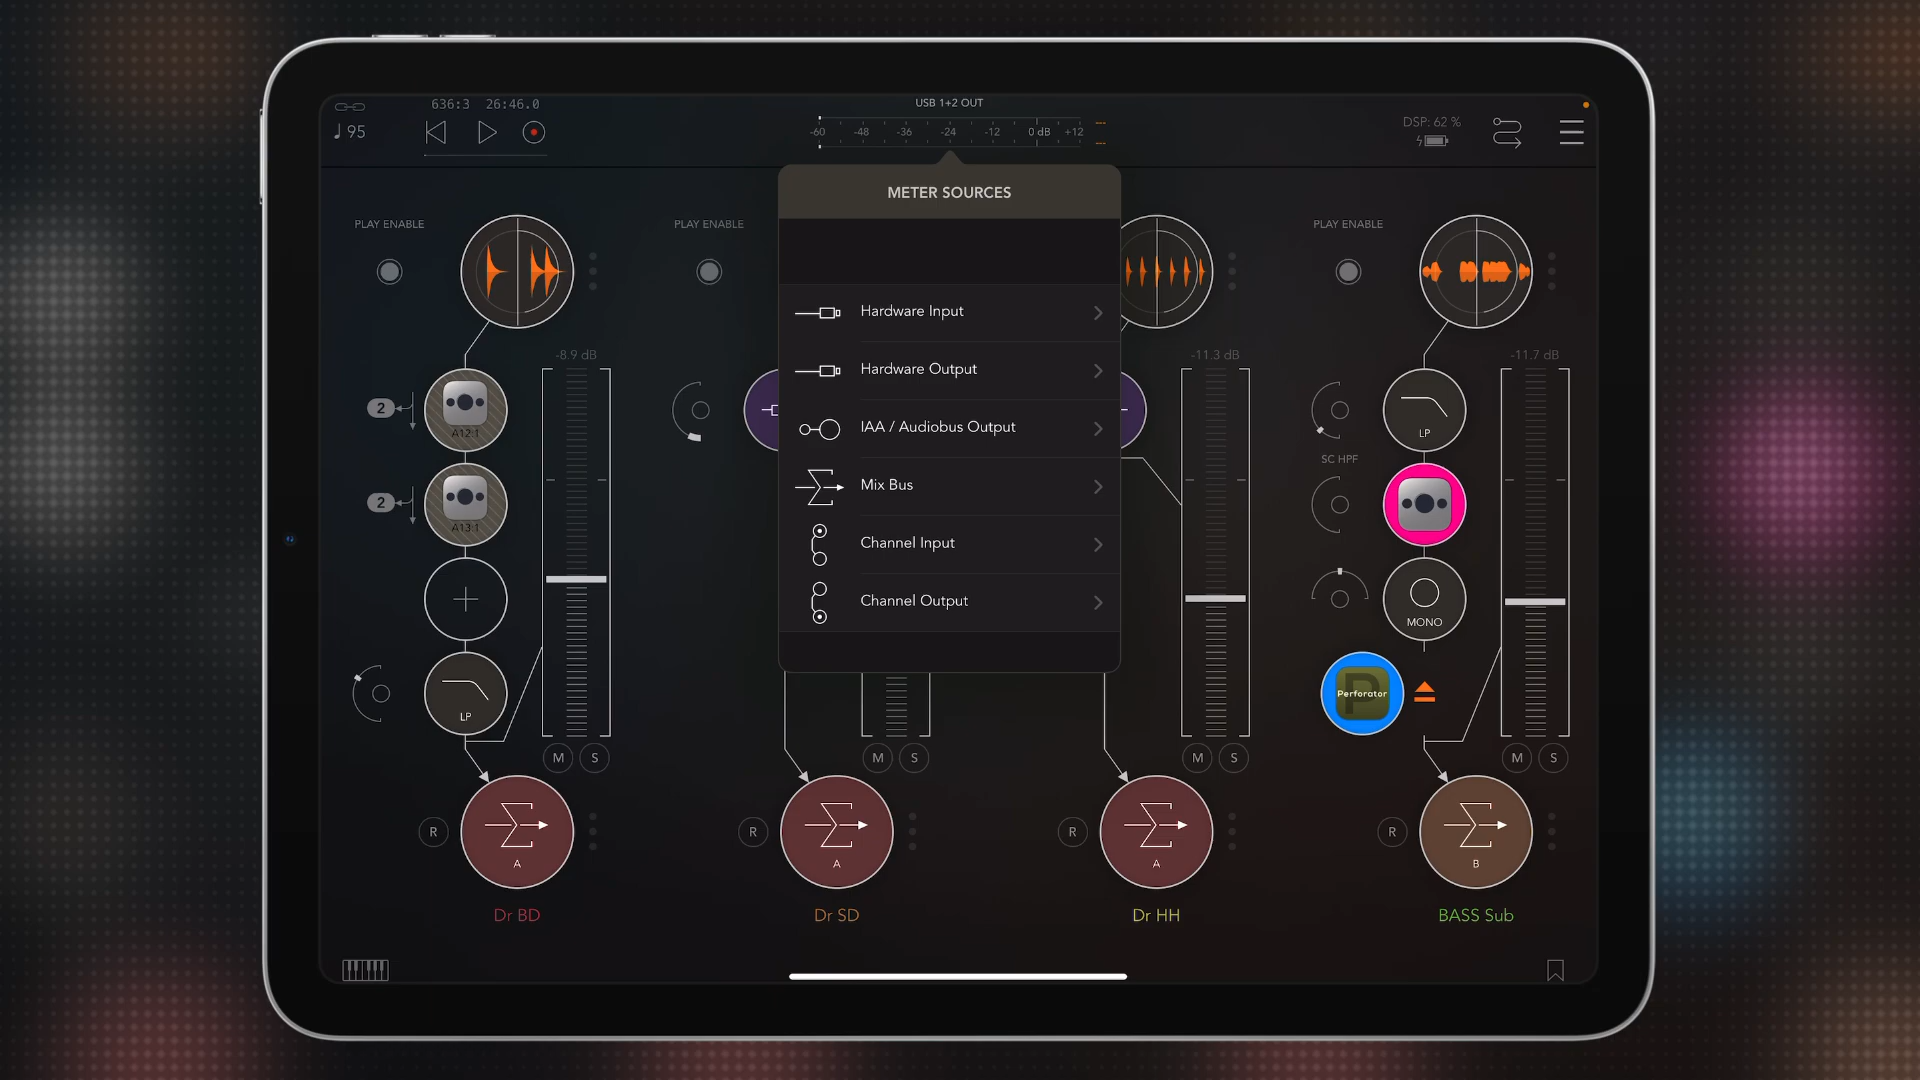 636:3 26:46.0
USB 1+2 OUT
95
-60 -48 -36 -24 -12 0 dB +12
DSP: 62 %
METER SOURCES
PLAY ENABLE
PLAY ENABLE
PLAY ENABLE
Hardware Input
-8.9 dB
Hardware Output
-11.3 dB
-11.7 dB
2
A12:1
IAA / Audiobus Output
LP
SC HPF
Mix Bus
2
A13:1
Channel Input
Channel Output
MONO
Perforator
LP
M S
M S
M S
M S
R
R
R
R
A
A
A
B
Dr BD
Dr SD
Dr HH
BASS Sub